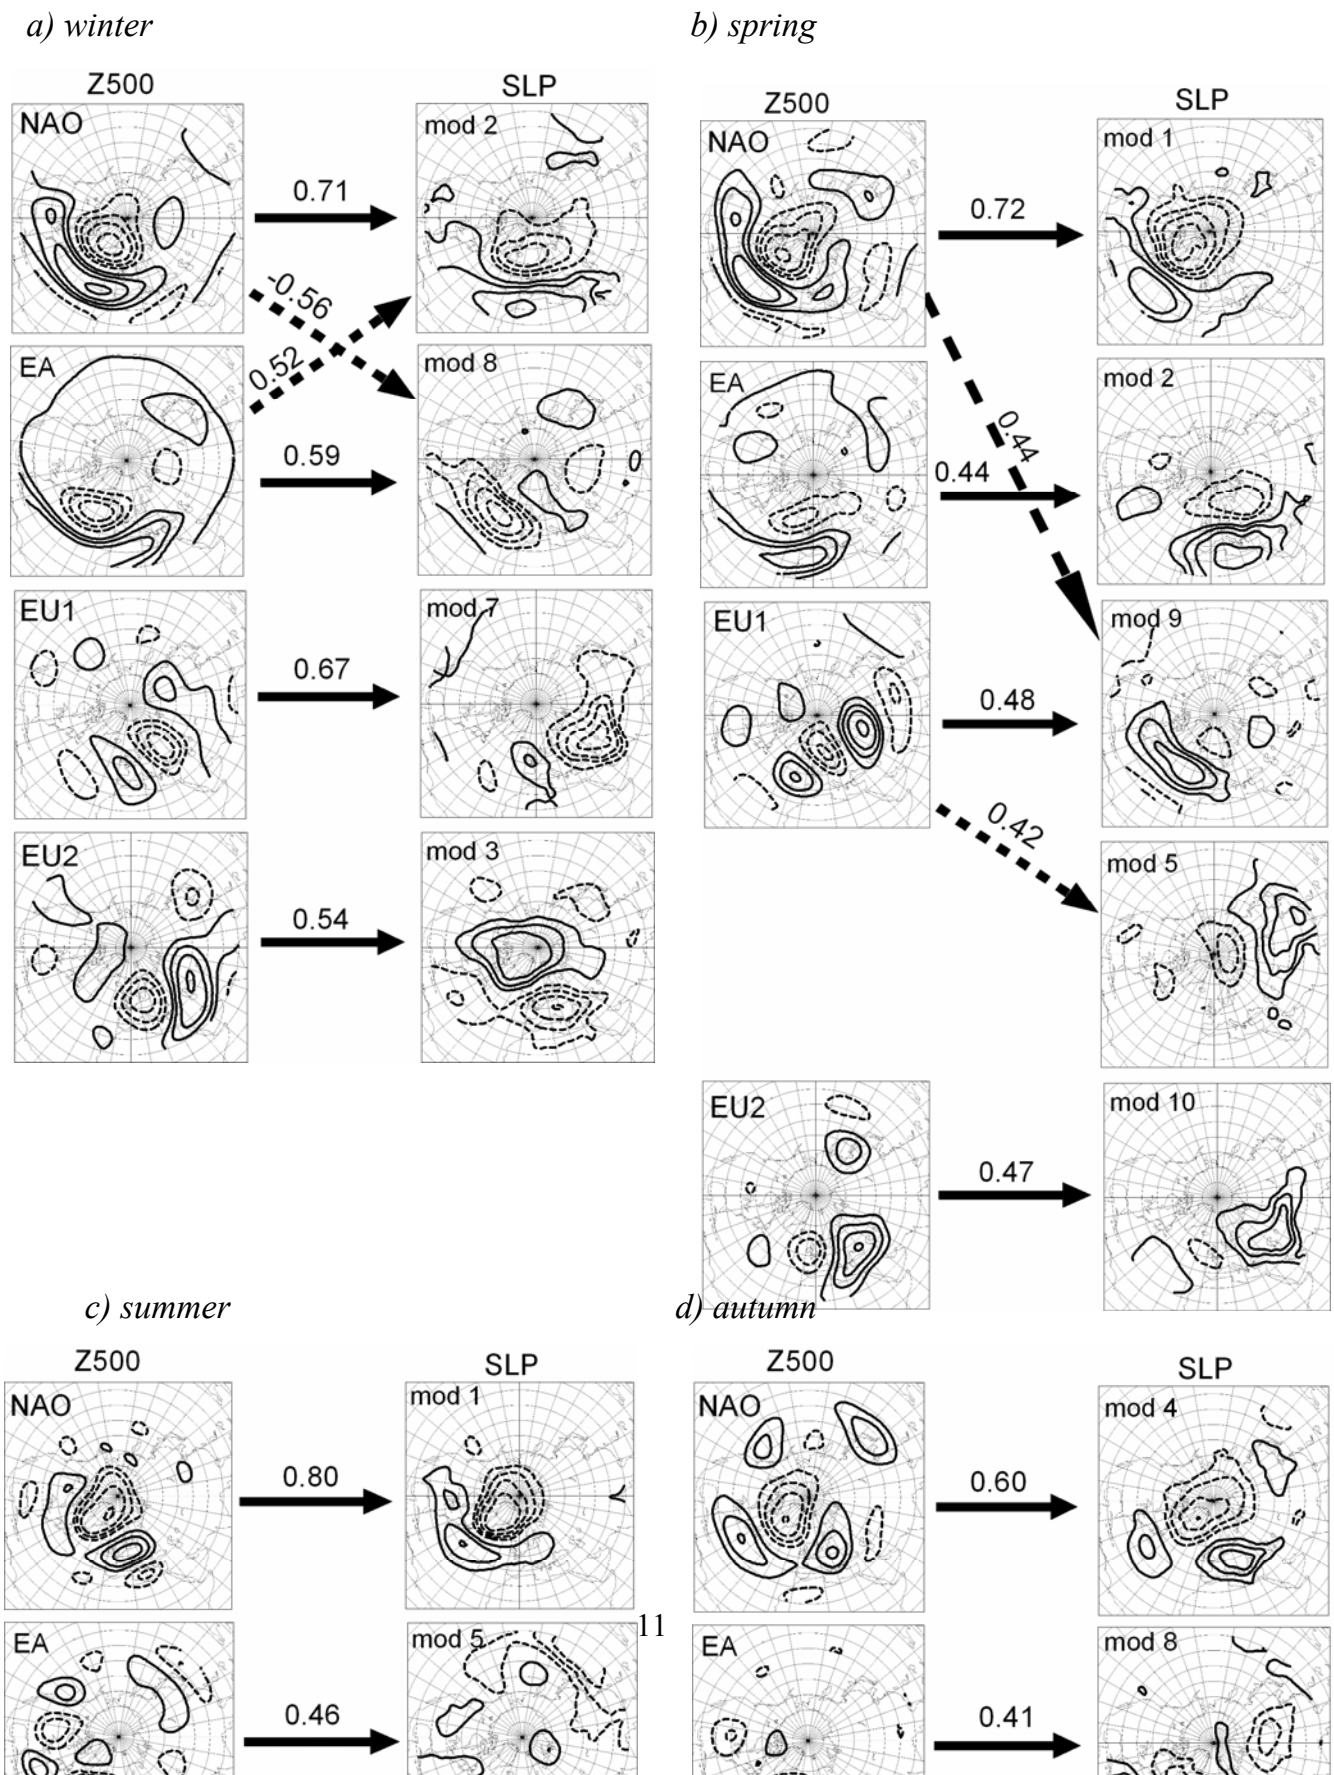 a) winter
b) spring
Z500
SLP
Z500
SLP
NAO
mod 2
NAO
mod 1
0.71
0.72
-0.56
0.52
EA
mod 8
EA
mod 2
0.59
0.44
0.44
EU1
mod 7
EU1
mod 9
0.67
0.48
EU2
mod 3
0.42
mod 5
0.54
EU2
mod 10
0.47
c) summer
d) autumn
Z500
SLP
Z500
SLP
NAO
mod 1
NAO
mod 4
0.80
0.60
11
EA
mod 5
EA
mod 8
0.46
0.41